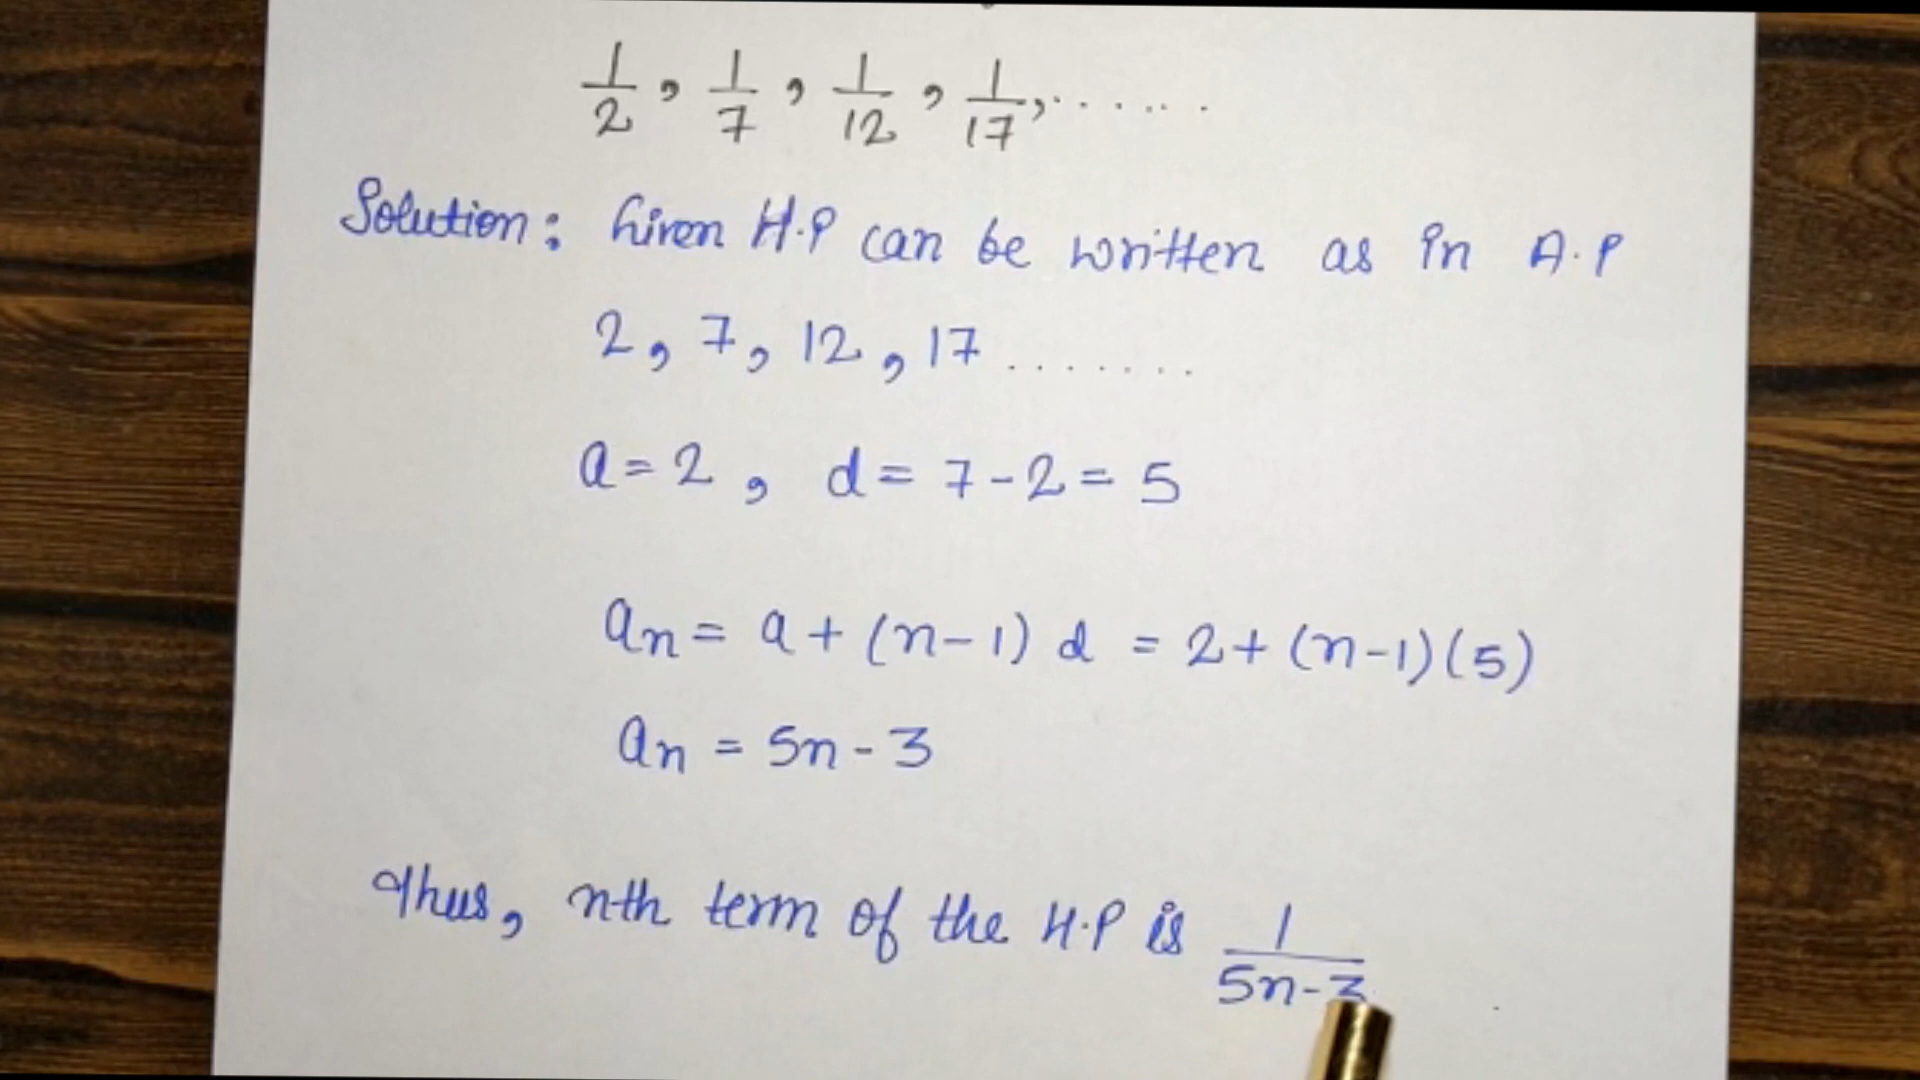 1/2, 1/7, 1/12, 1/17, ......
Solution: Given H.P can be written as in A.P
2, 7, 12, 17 .......
a = 2, d = 7 - 2 = 5
an = a + (n - 1) d = 2 + (n - 1)(5)
an = 5n - 3
Thus, nth term of the H.P is 1/5n-3